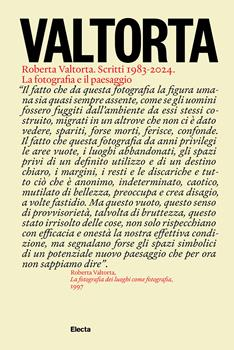 VALTORTA
Roberta Valtorta. Scritti 1983-2024.
La fotografia e il paesaggio
“Il fatto che da questa fotografia la figura uma-
na sia quasi sempre assente, come se gli uomini
fossero fuggiti dall’ambiente da essi stessi co-
struito, migrati in un altrove che non ci è dato
vedere, spariti, forse morti, ferisce, confonde.
Il fatto che questa fotografia da anni privilegi
le aree vuote, i luoghi abbandonati, gli spazi
privi di un definito utilizzo e di un destino
chiaro, i margini, i resti e le discariche e tut-
to ciò che è anonimo, indeterminato, caotico,
mutilato di bellezza, preoccupa e crea disagio,
a volte fastidio. Ma questo vuoto, questo senso
di provvisorietà, talvolta di bruttezza, questo
stato irrisolto delle cose, non solo rispecchiano
con efficacia e onestà la nostra effettiva condi-
zione, ma segnalano forse gli spazi simbolici
di un potenziale nuovo paesaggio che per ora
non sappiamo dire”.
Roberta Valtorta,
La fotografia dei luoghi come fotografia,
1997
Electa